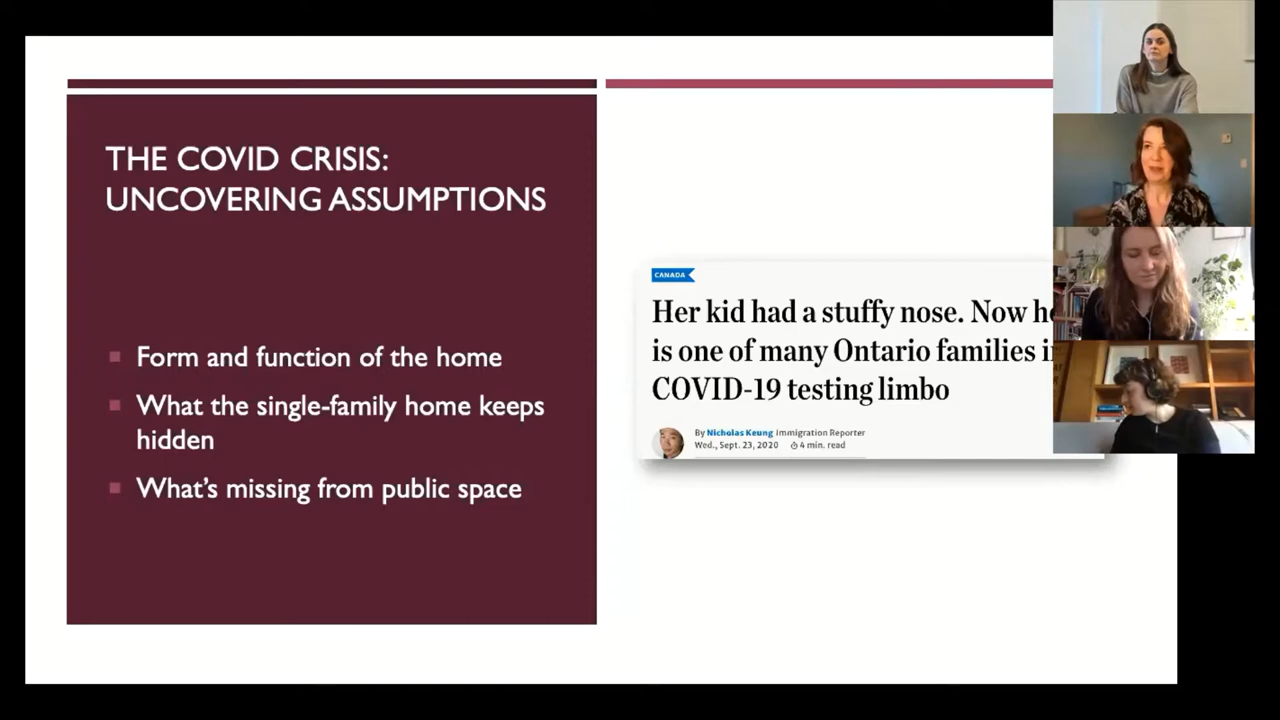 THE COVID CRISIS:
UNCOVERING ASSUMPTIONS
Form and function of the home
What the single-family home keeps
hidden
What's missing from public space
CANADA
Her kid had a stuffy nose. Now
is one of many Ontario families
COVID-19 testing limbo
By Nicholas Keung Immigration Reporter
Wed., Sept. 23, 2020 4 min. read